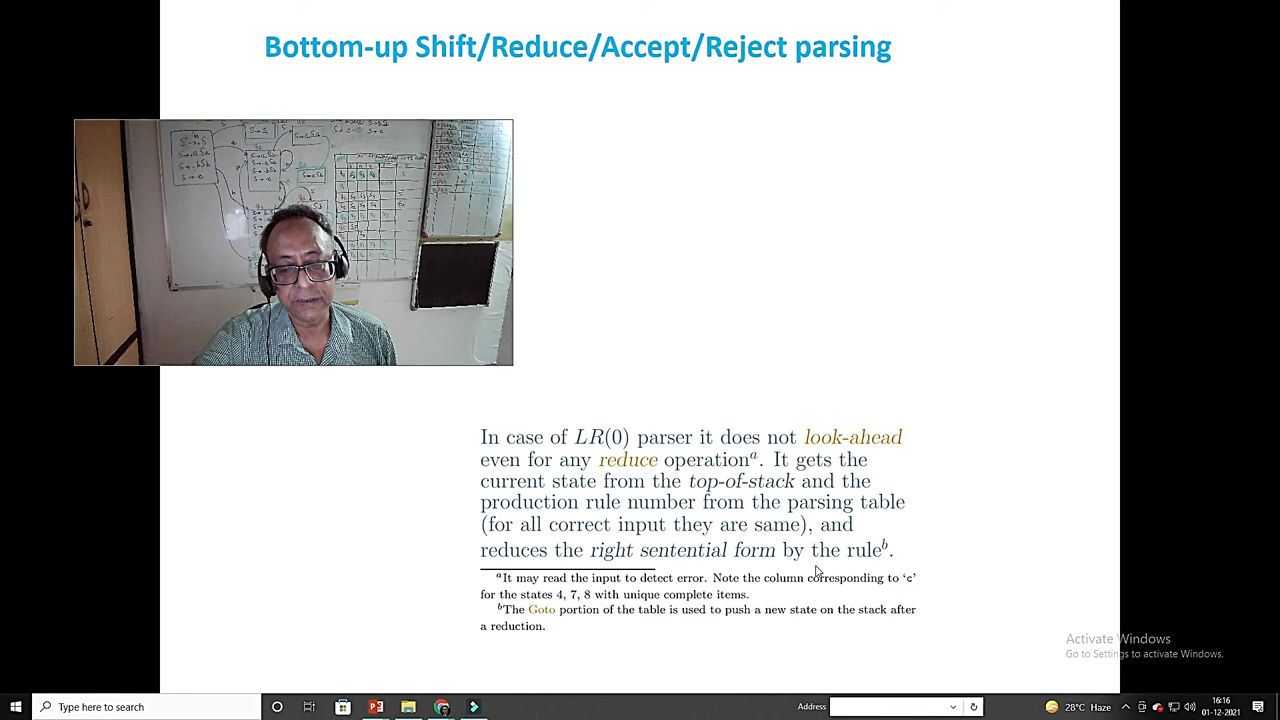 Bottom-up Shift/Reduce/Accept/Reject parsing
In case of LR(0) parser it does not look-ahead
even for any reduce operationᵃ. It gets the
current state from the top-of-stack and the
production rule number from the parsing table
(for all correct input they are same), and
reduces the right sentential form by the ruleᵇ.
ᵃIt may read the input to detect error. Note the column corresponding to ‘c’
for the states 4, 7, 8 with unique complete items.
ᵇThe Goto portion of the table is used to push a new state on the stack after
a reduction.
Activate Windows
Go to Settings to activate Windows.
Type here to search
Address
28°C Haze
16:16
01-12-2021